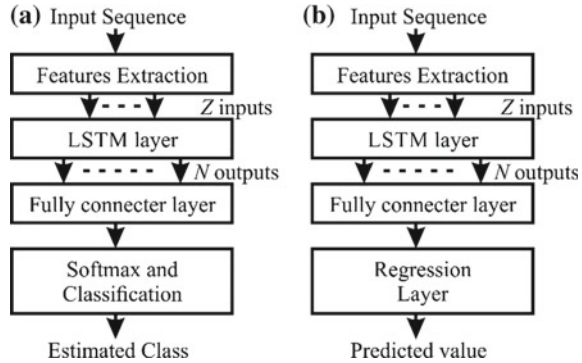 (a) Input Sequence
Features Extraction
Z inputs
LSTM layer
N outputs
Fully connecter layer
Softmax and
Classification
Estimated Class
(b) Input Sequence
Features Extraction
Z inputs
LSTM layer
N outputs
Fully connecter layer
Regression
Layer
Predicted value